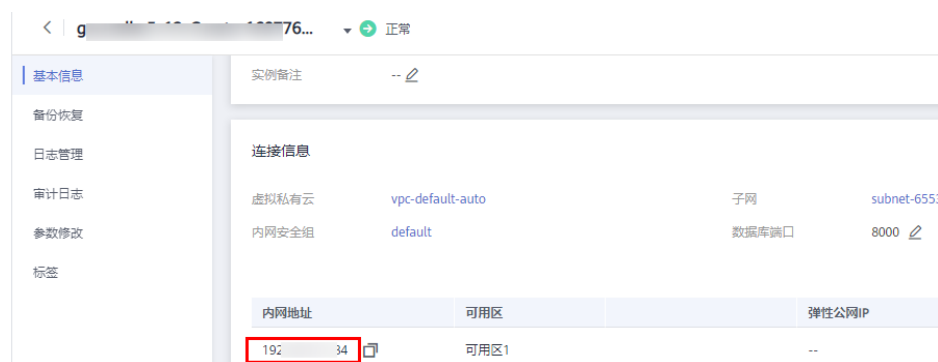 76... 正常
基本信息
实例备注 --
备份恢复
日志管理
连接信息
审计日志
虚拟私有云 vpc-default-auto 子网 subnet-6553
参数修改
内网安全组 default 数据库端口 8000
标签
内网地址 可用区 弹性公网IP
192 34 可用区1 --